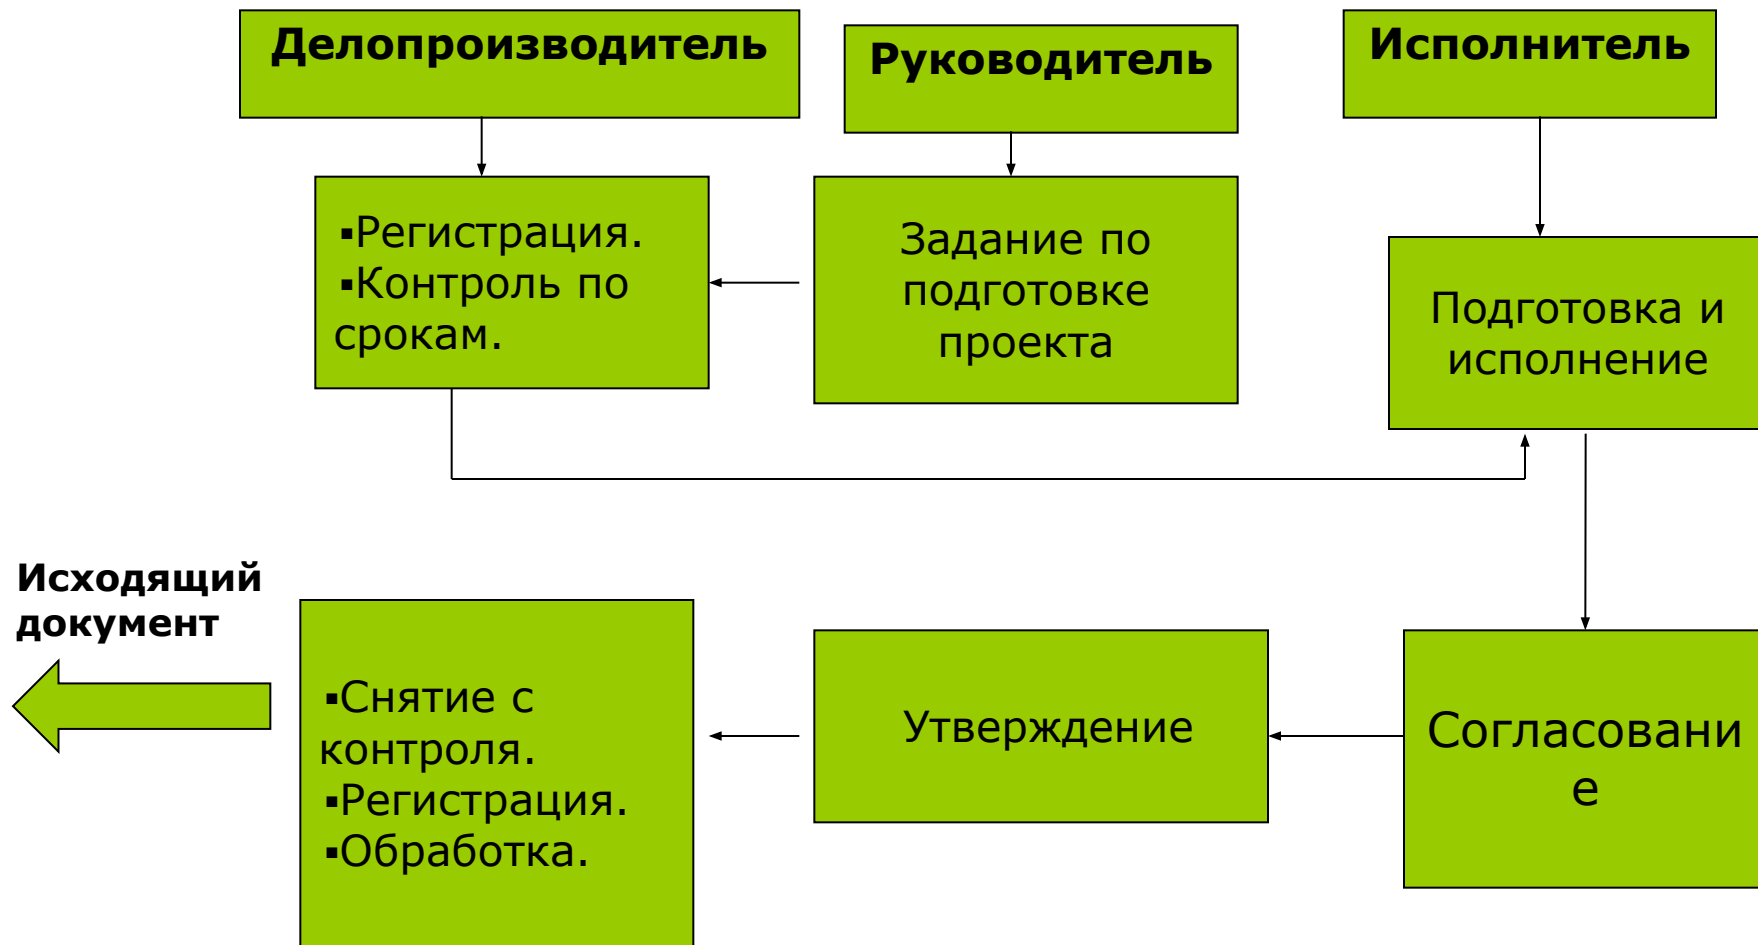 Делопроизводитель
Руководитель
Исполнитель
▪Регистрация.
▪Контроль по
срокам.
Задание по
подготовке
проекта
Подготовка и
исполнение
Исходящий
документ
▪Снятие с
контроля.
▪Регистрация.
▪Обработка.
Утверждение
Согласовани
е